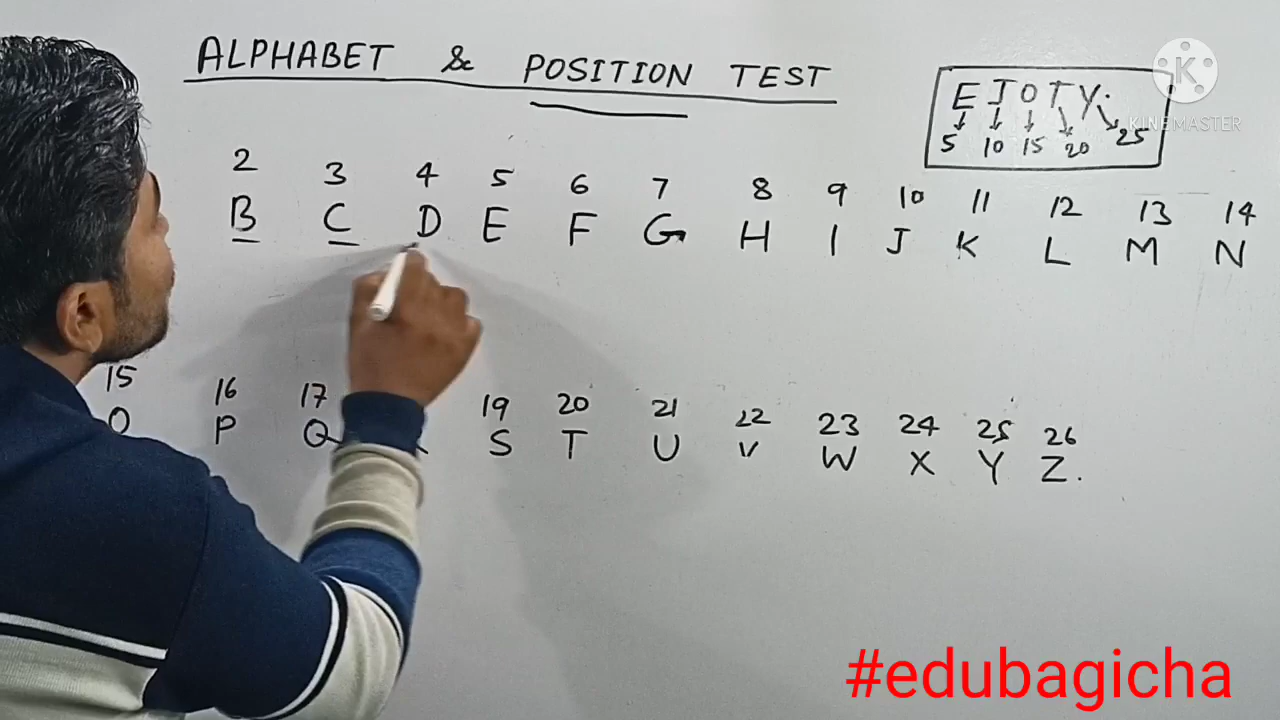 ALPHABET & POSITION TEST
E J O T Y.
5 10 15 20 25
K
KINEMASTER
2 3 4 5 6 7 8 9 10 11 12 13 14
B C D E F G H I J K L M N
15 16 17 19 20 21 22 23 24 25 26
O P Q S T U V W X Y Z.
#edubagicha